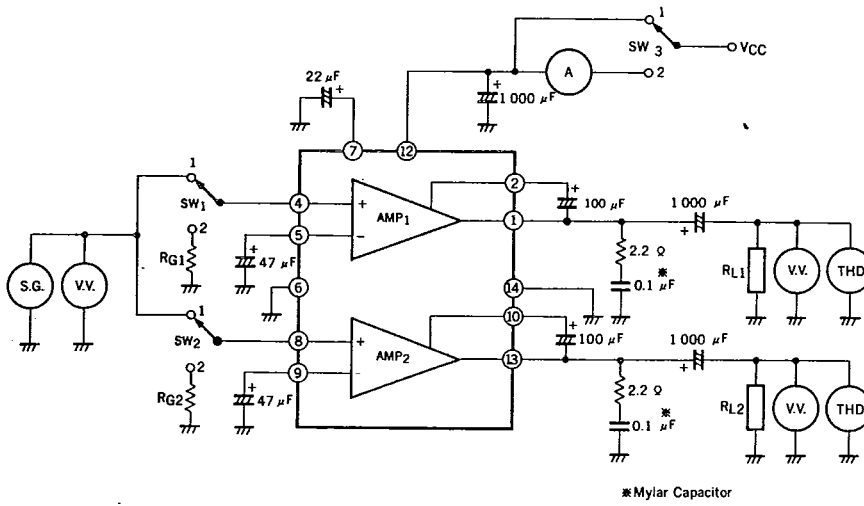 1
SW 3
VCC
2
A
22 μF
+
+
1 000 μF
7
12
1
SW1
2
RG1
4
+
AMP1
5
−
+
47 μF
2
+
100 μF
1
1 000 μF
+
2.2 Ω
※
0.1 μF
RL1
V.V.
THD
S.G.
V.V.
6
14
1
SW2
2
RG2
8
+
AMP2
9
−
+
47 μF
10
+
100 μF
13
1 000 μF
+
2.2 Ω
※
0.1 μF
RL2
V.V.
THD
※Mylar Capacitor